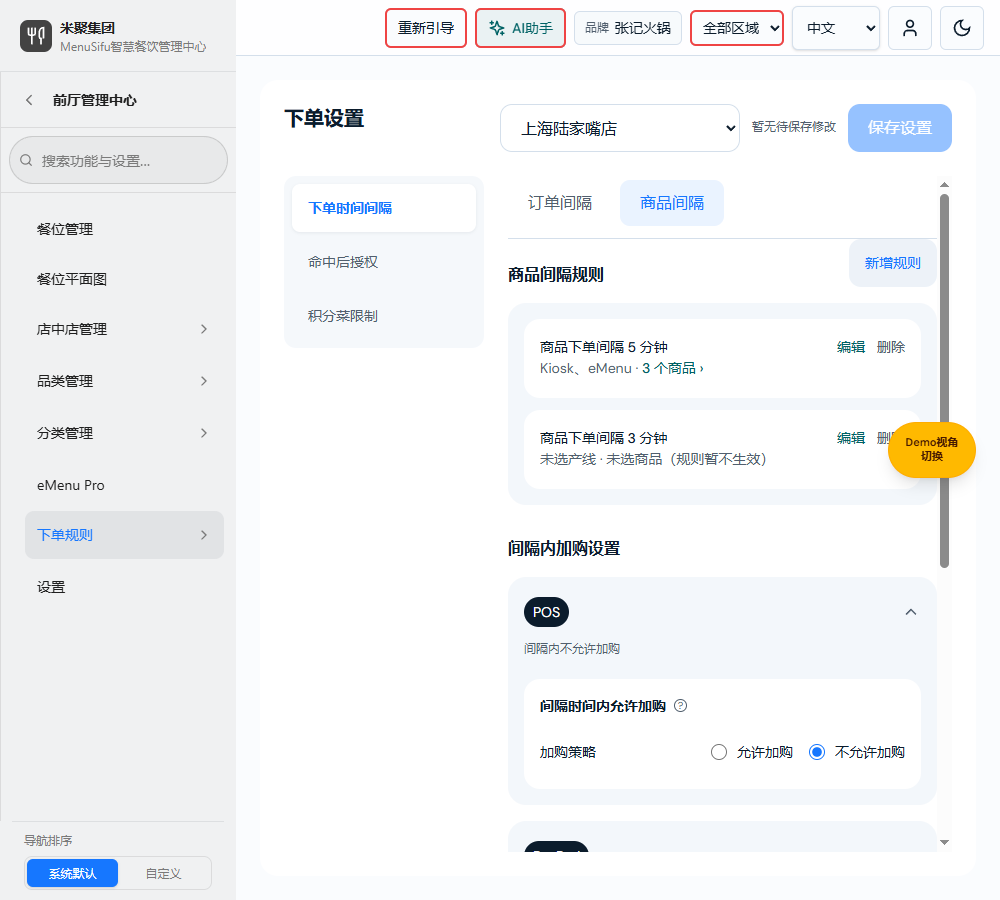 米聚集团
MenuSifu智慧餐饮管理中心
重新引导
AI助手
品牌 张记火锅
全部区域
中文
前厅管理中心
搜索功能与设置...
餐位管理
餐位平面图
店中店管理
品类管理
分类管理
eMenu Pro
下单规则
设置
导航排序
系统默认
自定义
下单设置
上海陆家嘴店
暂无待保存修改
保存设置
下单时间间隔
命中后授权
积分菜限制
订单间隔
商品间隔
商品间隔规则
新增规则
商品下单间隔 5 分钟
编辑 删除
Kiosk、eMenu · 3 个商品 ›
商品下单间隔 3 分钟
编辑
未选产线 · 未选商品（规则暂不生效）
Demo视角
切换
间隔内加购设置
POS
间隔内不允许加购
间隔时间内允许加购 ?
加购策略
允许加购
不允许加购